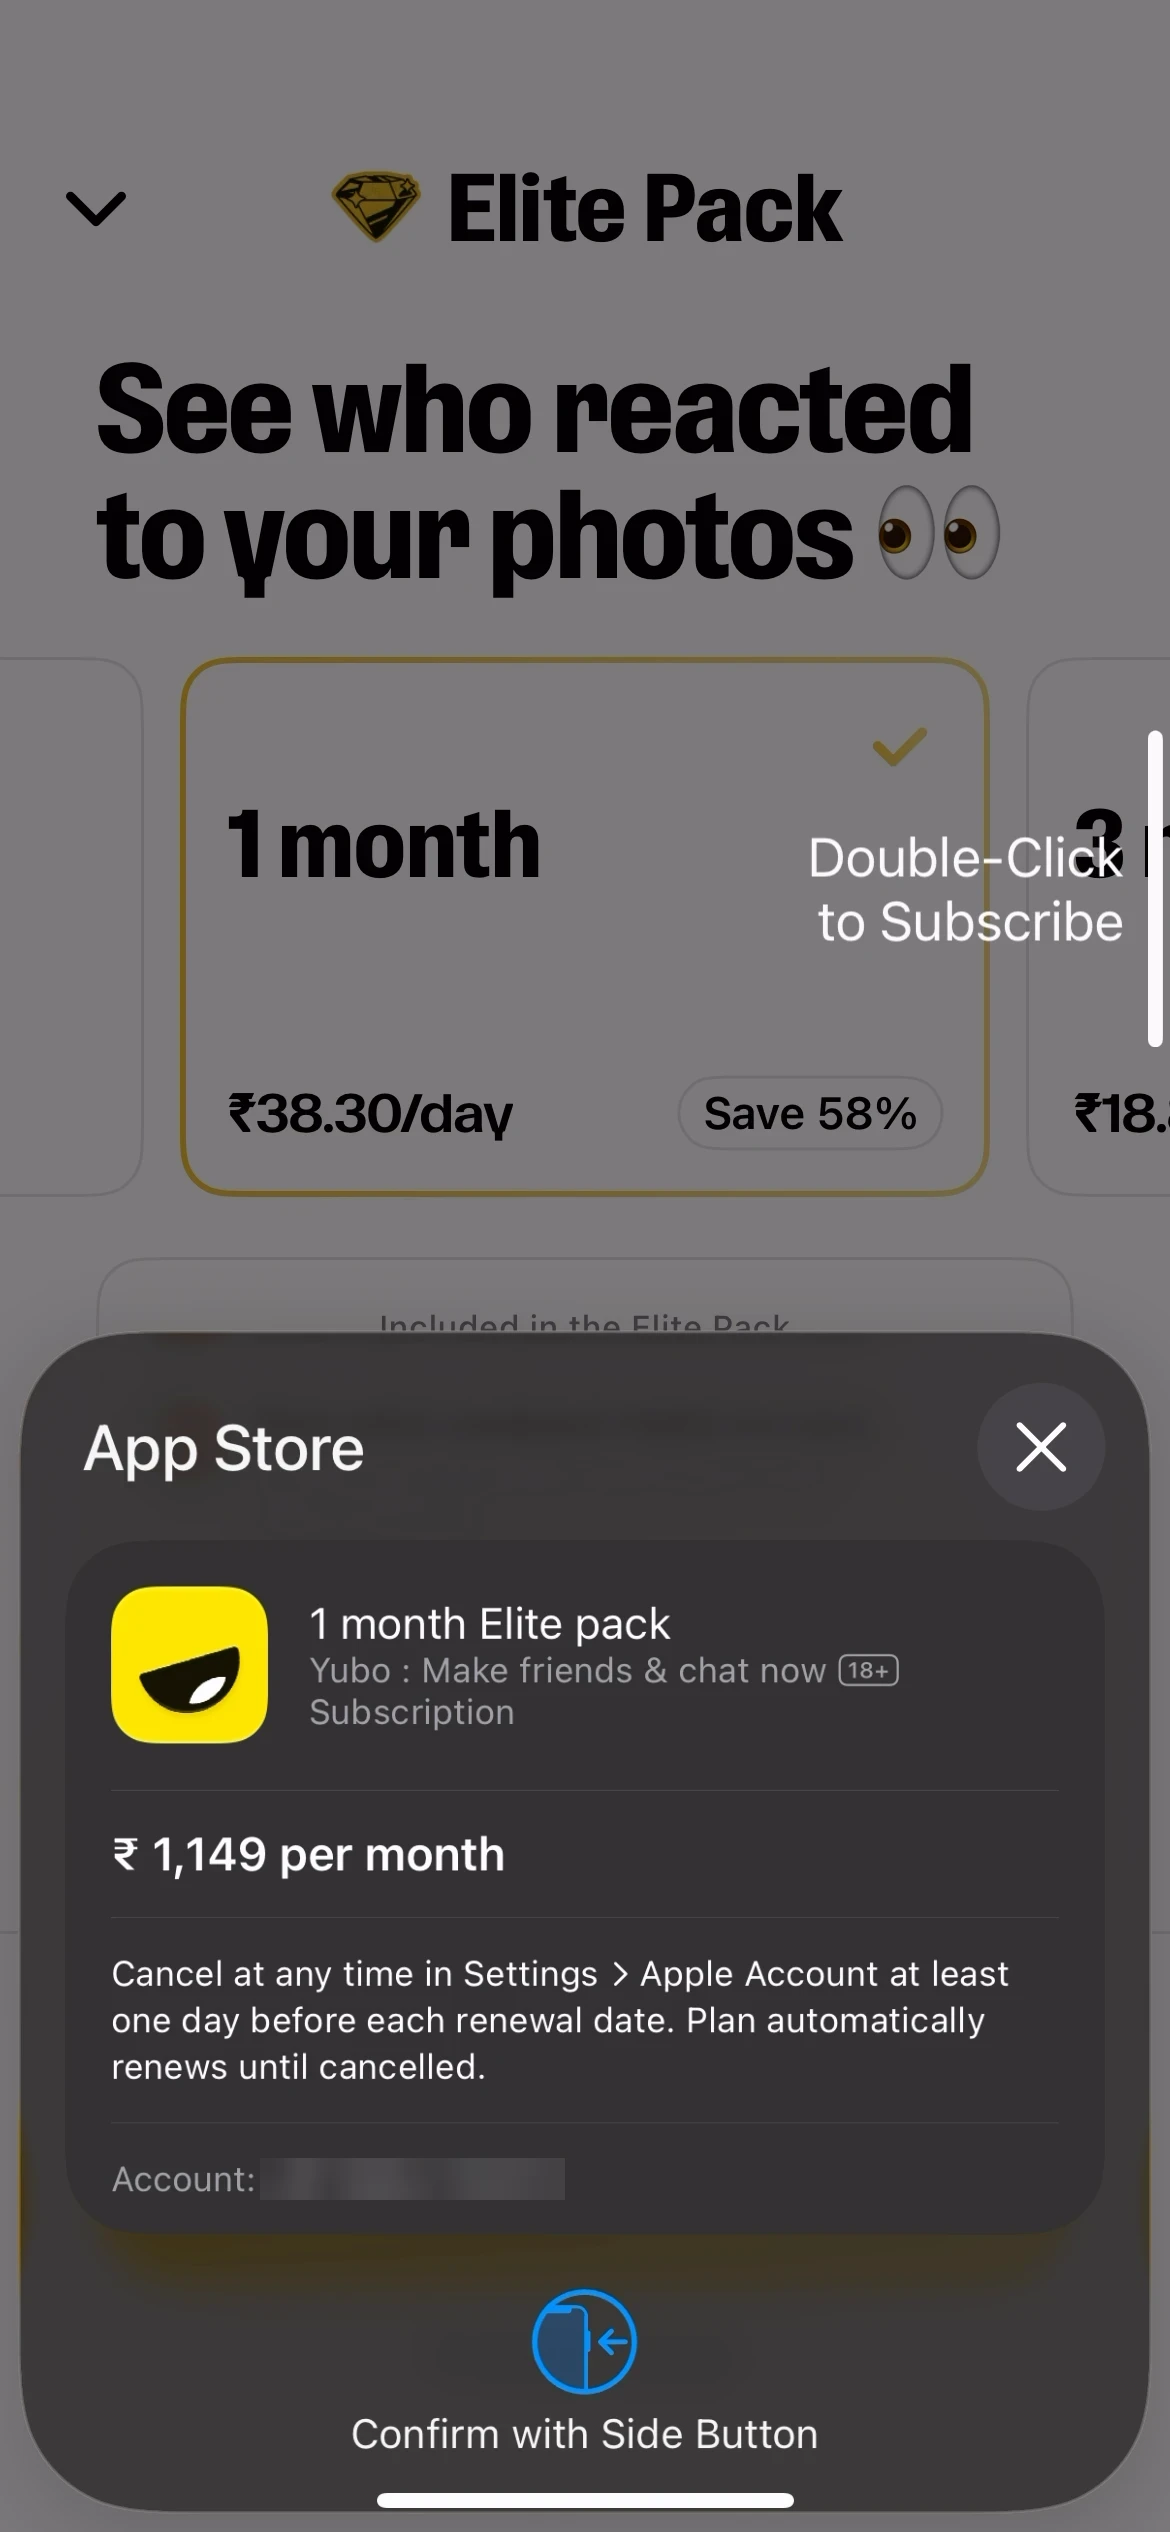 Elite Pack
See who reacted
to your photos 👀
1 month
3
Double-Click
to Subscribe
₹38.30/day
Save 58%
₹18.
Included in the Elite Pack
App Store
1 month Elite pack
Yubo : Make friends & chat now 18+
Subscription
₹ 1,149 per month
Cancel at any time in Settings > Apple Account at least
one day before each renewal date. Plan automatically
renews until cancelled.
Account:
Confirm with Side Button